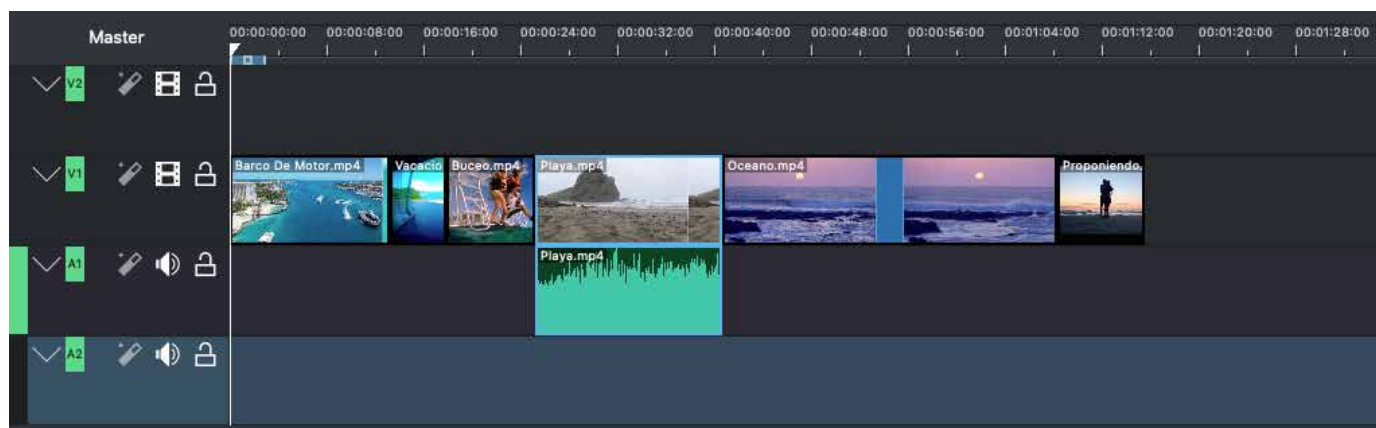 Master 00:00:00:00 00:00:08:00 00:00:16:00 00:00:24:00 00:00:32:00 00:00:40:00 00:00:48:00 00:00:56:00 00:01:04:00 00:01:12:00 00:01:20:00 00:01:28:00
V2
V1 Barco De Motor.mp4 Vacacio Buceo.mp4 Playa.mp4 Oceano.mp4 Proponiendo.
A1 Playa.mp4
A2